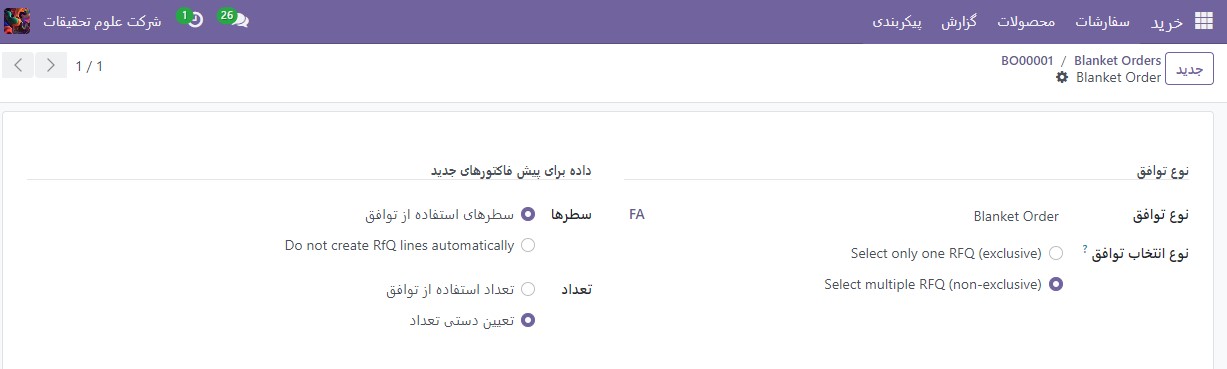 خرید سفارشات محصولات گزارش پیکربندی 26 1 شرکت علوم تحقیقات
جدید Blanket Orders / BO00001 1 / 1
Blanket Order
نوع توافق
نوع توافق Blanket Order FA
نوع انتخاب توافق ? Select only one RFQ (exclusive)
Select multiple RFQ (non-exclusive)
داده برای پیش فاکتورهای جدید
سطرها سطرهای استفاده از توافق
Do not create RfQ lines automatically
تعداد تعداد استفاده از توافق
تعیین دستی تعداد